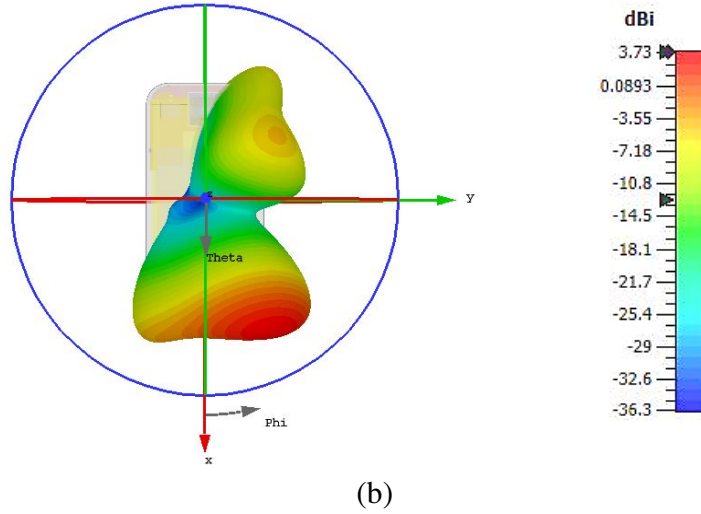 dBi
3.73
0.0893
-3.55
-7.18
-10.8
-14.5
-18.1
-21.7
-25.4
-29
-32.6
-36.3
y
z
Theta
Phi
x
(b)